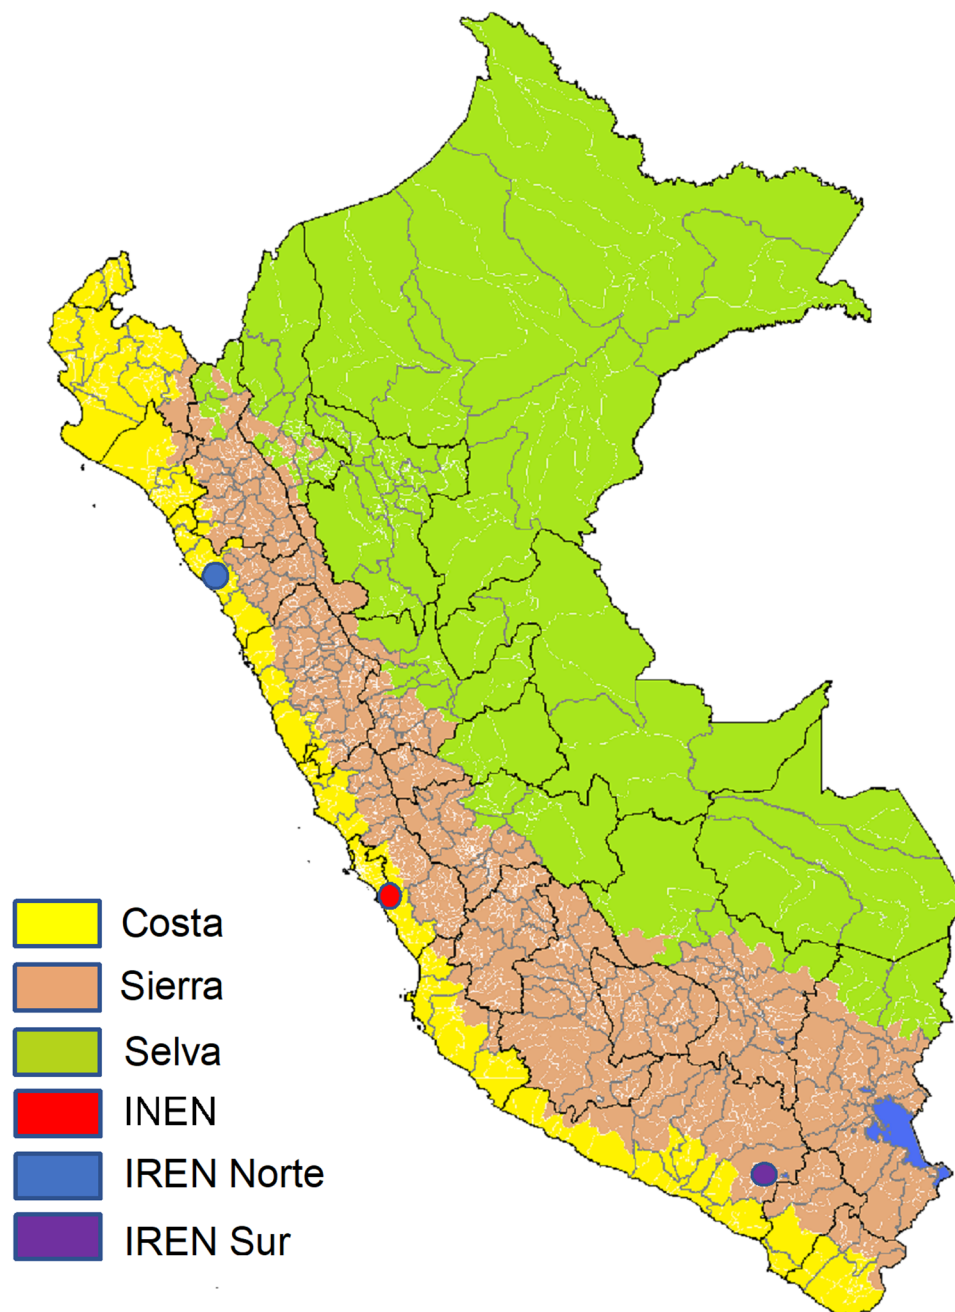 Costa
Sierra
Selva
INEN
IREN Norte
IREN Sur